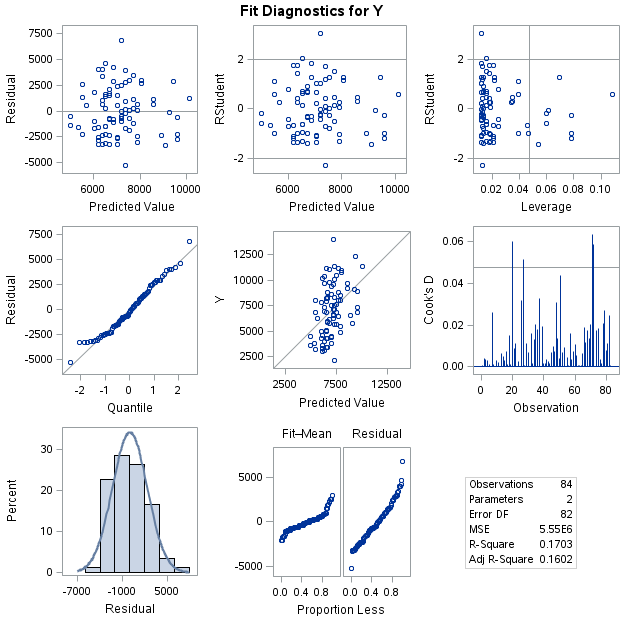 Fit Diagnostics for Y
Residual
7500
5000
2500
0
-2500
-5000
6000 8000 10000
Predicted Value
RStudent
2
0
-2
6000 8000 10000
Predicted Value
RStudent
2
0
-2
0.02 0.04 0.06 0.08 0.10
Leverage
Residual
7500
5000
2500
0
-2500
-5000
-2 -1 0 1 2
Quantile
Y
12500
10000
7500
5000
2500
2500 7500 12500
Predicted Value
Cook's D
0.06
0.04
0.02
0.00
0 20 40 60 80
Observation
Percent
30
20
10
0
-7000 -1000 5000
Residual
Fit–Mean Residual
5000
0
-5000
0.0 0.4 0.8 0.0 0.4 0.8
Proportion Less
Observations 84
Parameters 2
Error DF 82
MSE 5.55E6
R-Square 0.1703
Adj R-Square 0.1602